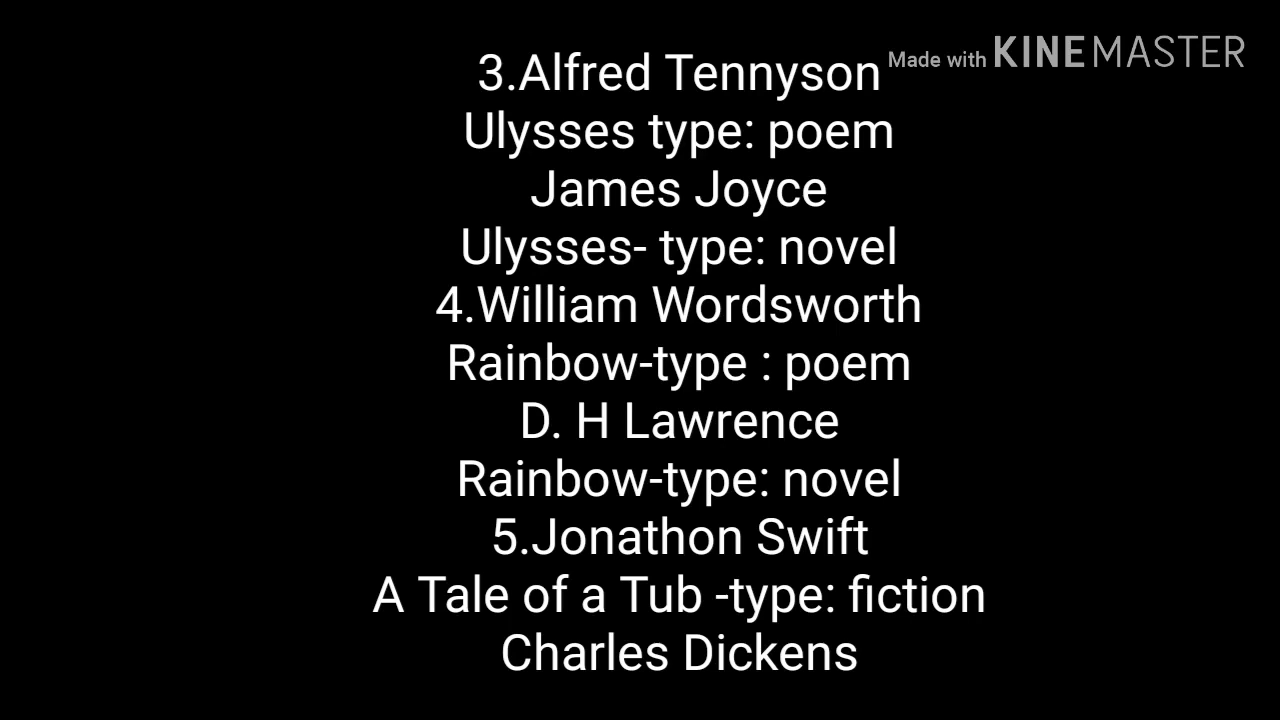 3.Alfred Tennyson
Made with KINEMASTER
Ulysses type: poem
James Joyce
Ulysses- type: novel
4.William Wordsworth
Rainbow-type : poem
D. H Lawrence
Rainbow-type: novel
5.Jonathon Swift
A Tale of a Tub -type: fiction
Charles Dickens